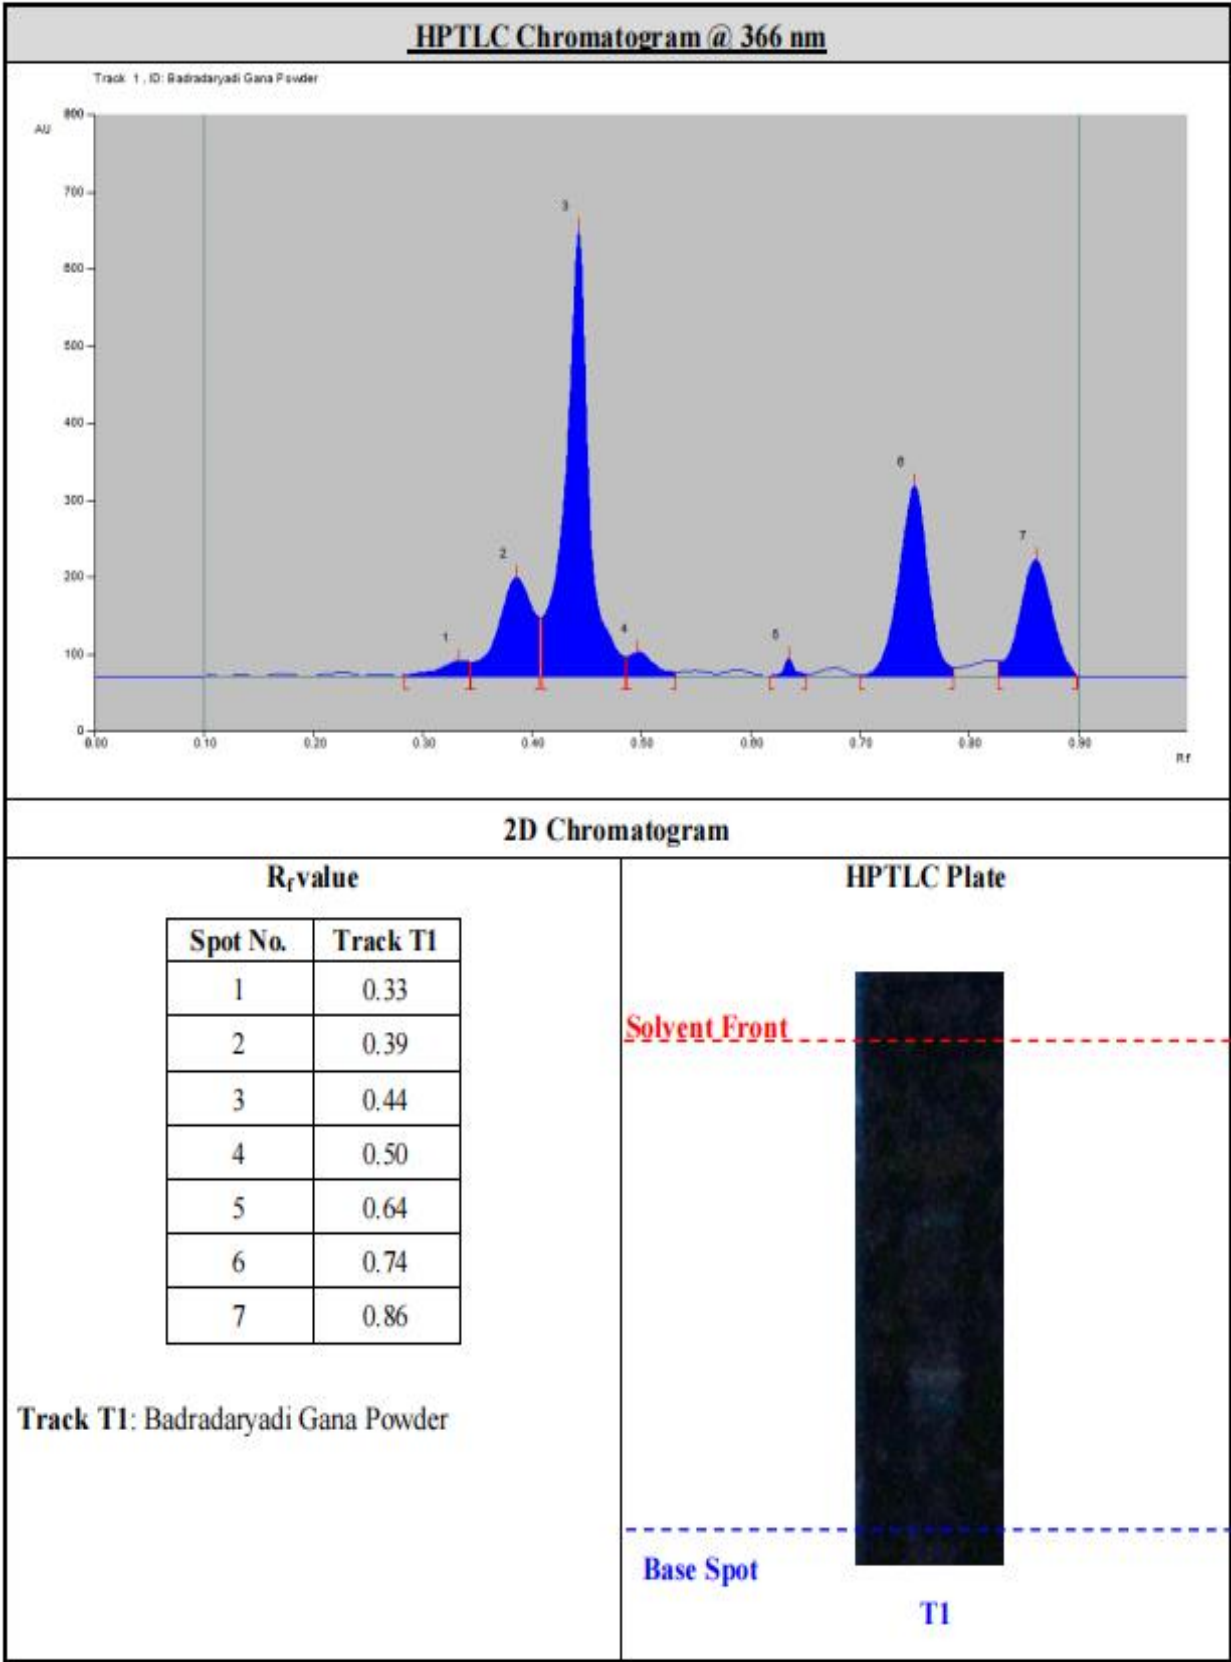 HPTLC Chromatogram @ 366 nm
Track 1 , ID: Badradaryadi Gana Powder
AU
800
700
600
500
400
300
200
100
0
1
2
3
4
5
6
7
0.00 0.10 0.20 0.30 0.40 0.50 0.60 0.70 0.80 0.90
Rf
2D Chromatogram
Rf value
Spot No. Track T1
1 0.33
2 0.39
3 0.44
4 0.50
5 0.64
6 0.74
7 0.86
Track T1: Badradaryadi Gana Powder
HPTLC Plate
Solvent Front
Base Spot
T1